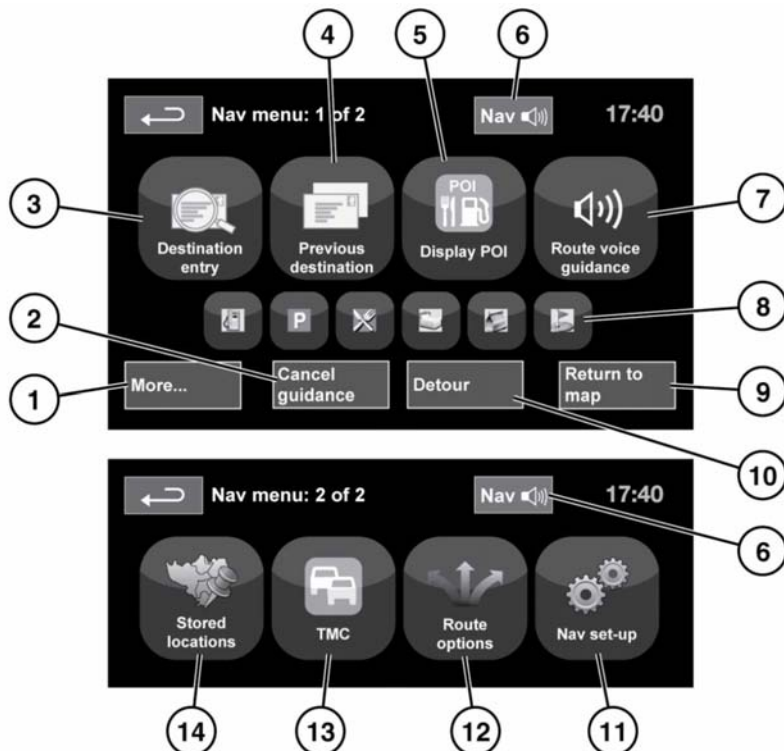 4
5
6
Nav menu: 1 of 2
Nav
17:40
3
7
POI
Destination
entry
Previous
destination
Display POI
Route voice
guidance
2
P
8
1
More...
Cancel
guidance
Detour
Return to
map
9
10
Nav menu: 2 of 2
Nav
17:40
6
Stored
locations
TMC
Route
options
Nav set-up
14
13
12
11